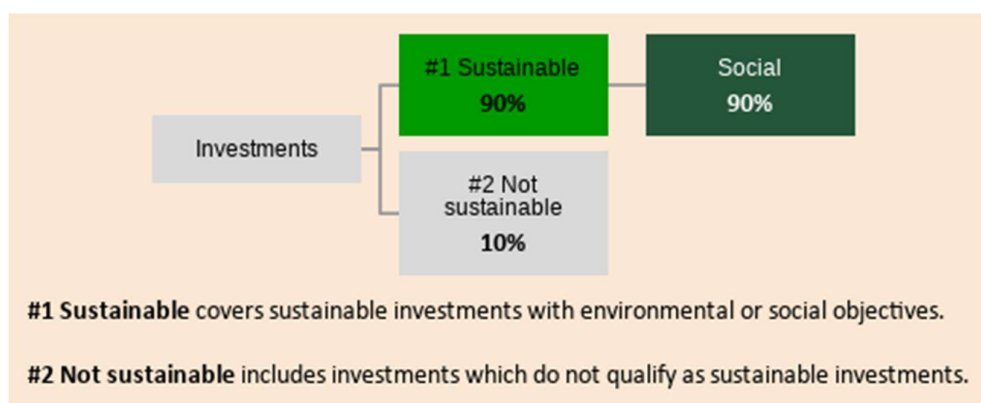 #1 Sustainable
90%
Social
90%
Investments
#2 Not
sustainable
10%
#1 Sustainable covers sustainable investments with environmental or social objectives.
#2 Not sustainable includes investments which do not qualify as sustainable investments.